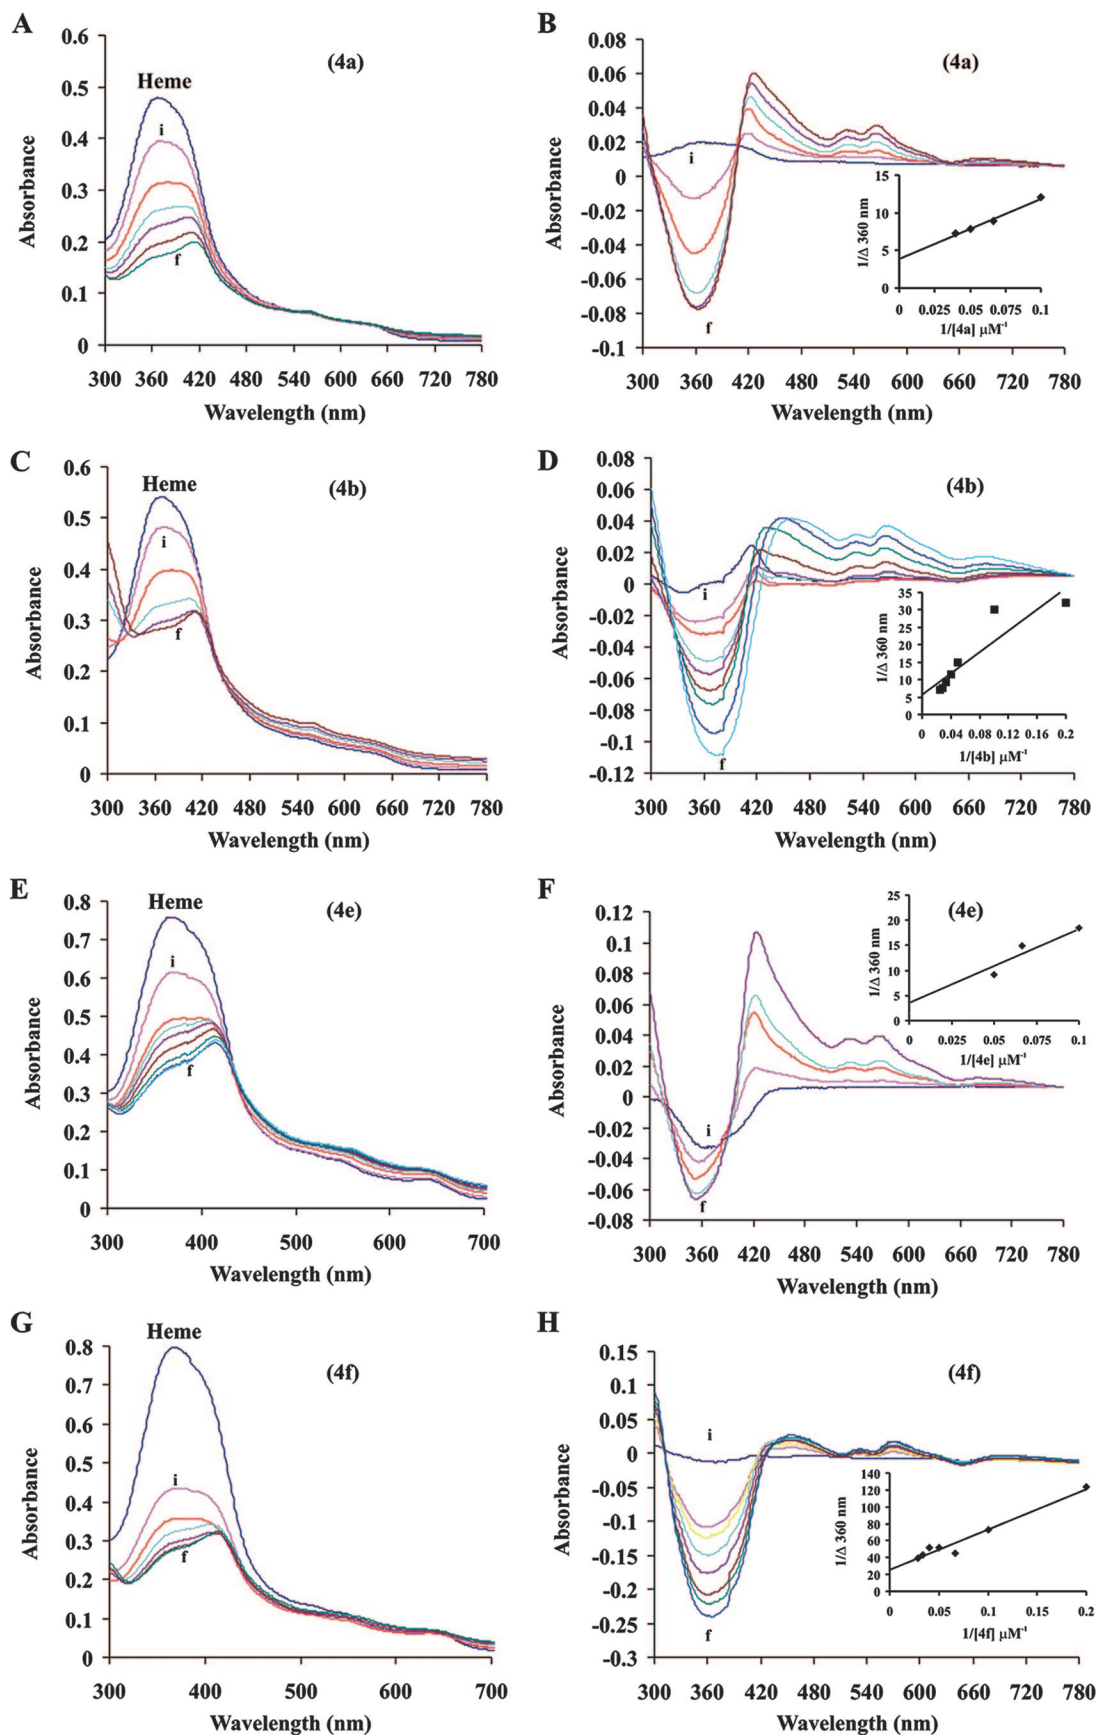 A
(4a)
Heme
i
f
0.6
0.5
0.4
0.3
0.2
0.1
0
300 360 420 480 540 600 660 720 780
Absorbance
Wavelength (nm)
B
(4a)
i
f
0.08
0.06
0.04
0.02
0
-0.02
-0.04
-0.06
-0.08
-0.1
300 360 420 480 540 600 660 720 780
Absorbance
Wavelength (nm)
15
10
5
0
0 0.025 0.05 0.075 0.1
1/Δ 360 nm
1/[4a] μM⁻¹
C
(4b)
Heme
i
f
0.6
0.5
0.4
0.3
0.2
0.1
0
300 360 420 480 540 600 660 720 780
Absorbance
Wavelength (nm)
D
(4b)
i
f
0.08
0.06
0.04
0.02
0
-0.02
-0.04
-0.06
-0.08
-0.1
-0.12
300 360 420 480 540 600 660 720 780
Absorbance
Wavelength (nm)
35
30
25
20
15
10
5
0
0 0.04 0.08 0.12 0.16 0.2
1/Δ 360 nm
1/[4b] μM⁻¹
E
(4e)
Heme
i
f
0.8
0.7
0.6
0.5
0.4
0.3
0.2
0.1
0
300 400 500 600 700
Absorbance
Wavelength (nm)
F
(4e)
i
f
0.12
0.1
0.08
0.06
0.04
0.02
0
-0.02
-0.04
-0.06
-0.08
300 360 420 480 540 600 660 720 780
Absorbance
Wavelength (nm)
25
20
15
10
5
0
0 0.025 0.05 0.075 0.1
1/Δ 360 nm
1/[4e] μM⁻¹
G
(4f)
Heme
i
f
0.8
0.7
0.6
0.5
0.4
0.3
0.2
0.1
0
300 400 500 600 700
Absorbance
Wavelength (nm)
H
(4f)
i
f
0.15
0.1
0.05
0
-0.05
-0.1
-0.15
-0.2
-0.25
-0.3
300 360 420 480 540 600 660 720 780
Absorbance
Wavelength (nm)
140
120
100
80
60
40
20
0
0 0.05 0.1 0.15 0.2
1/Δ 360 nm
1/[4f] μM⁻¹